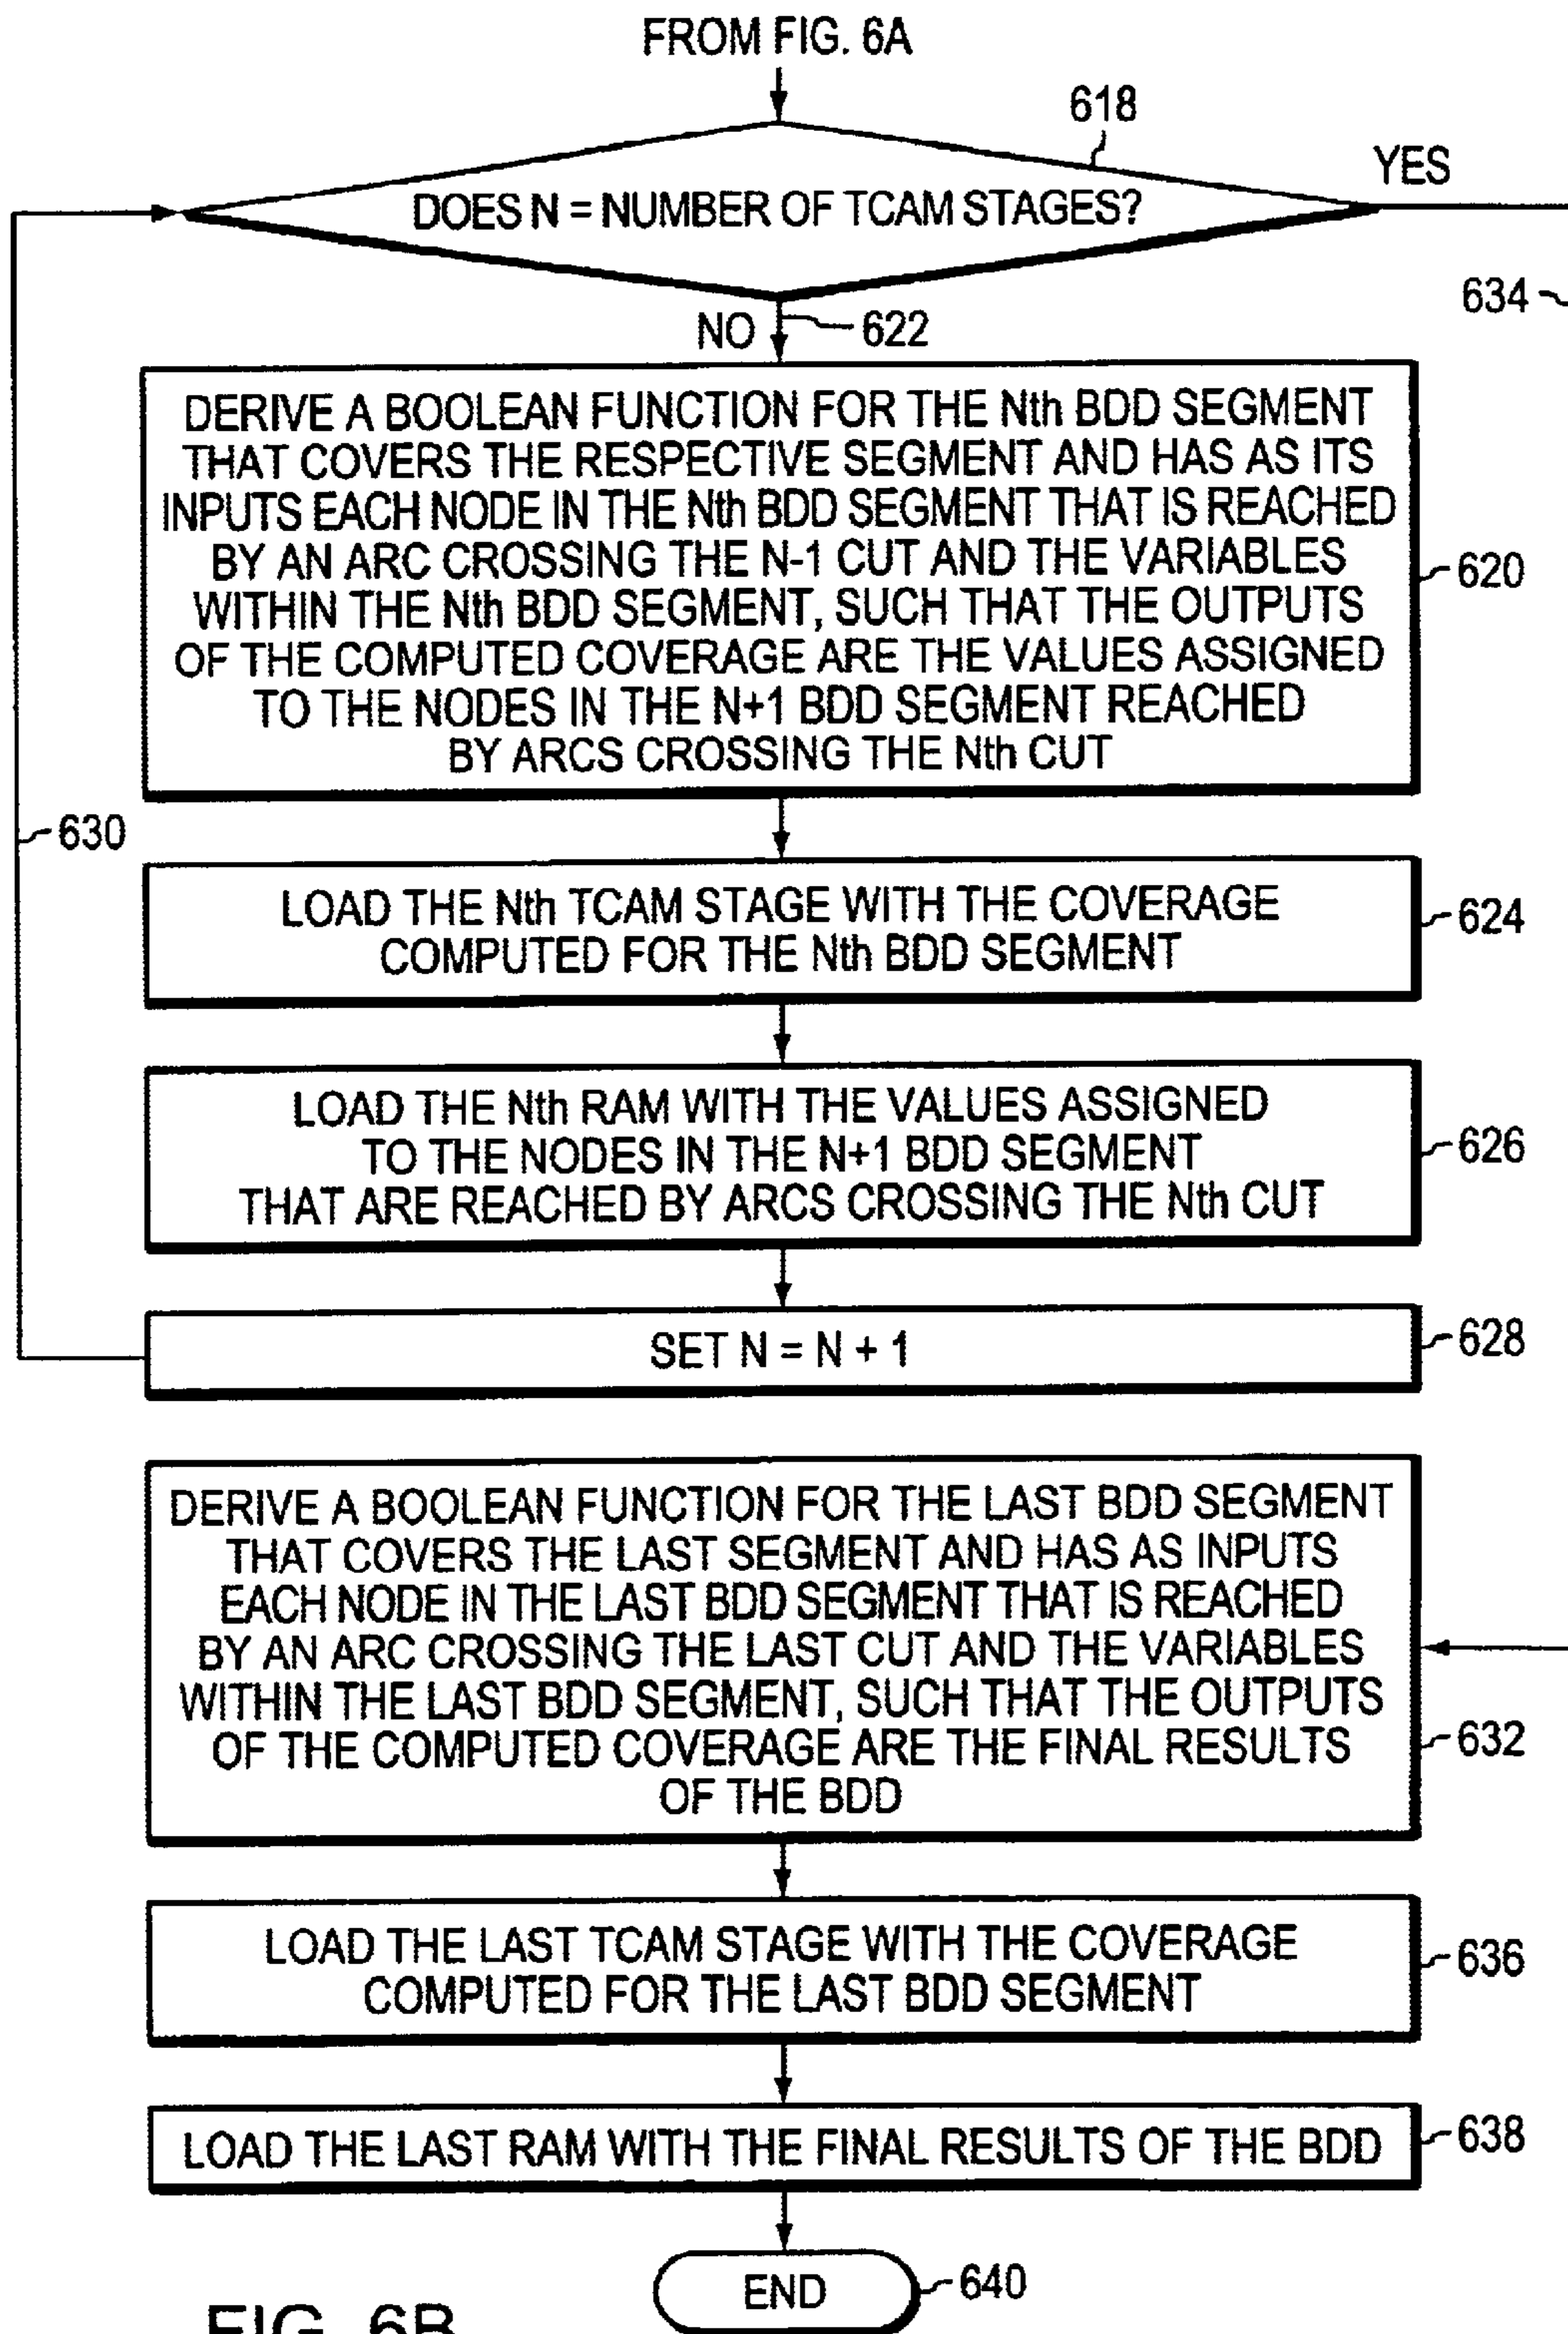 FROM FIG. 6A
618
YES
DOES N = NUMBER OF TCAM STAGES?
634
NO
622
DERIVE A BOOLEAN FUNCTION FOR THE Nth BDD SEGMENT
THAT COVERS THE RESPECTIVE SEGMENT AND HAS AS ITS
INPUTS EACH NODE IN THE Nth BDD SEGMENT THAT IS REACHED
BY AN ARC CROSSING THE N-1 CUT AND THE VARIABLES
WITHIN THE Nth BDD SEGMENT, SUCH THAT THE OUTPUTS
OF THE COMPUTED COVERAGE ARE THE VALUES ASSIGNED
TO THE NODES IN THE N+1 BDD SEGMENT REACHED
BY ARCS CROSSING THE Nth CUT
620
630
LOAD THE Nth TCAM STAGE WITH THE COVERAGE
COMPUTED FOR THE Nth BDD SEGMENT
624
LOAD THE Nth RAM WITH THE VALUES ASSIGNED
TO THE NODES IN THE N+1 BDD SEGMENT
THAT ARE REACHED BY ARCS CROSSING THE Nth CUT
626
SET N = N + 1
628
DERIVE A BOOLEAN FUNCTION FOR THE LAST BDD SEGMENT
THAT COVERS THE LAST SEGMENT AND HAS AS INPUTS
EACH NODE IN THE LAST BDD SEGMENT THAT IS REACHED
BY AN ARC CROSSING THE LAST CUT AND THE VARIABLES
WITHIN THE LAST BDD SEGMENT, SUCH THAT THE OUTPUTS
OF THE COMPUTED COVERAGE ARE THE FINAL RESULTS
OF THE BDD
632
LOAD THE LAST TCAM STAGE WITH THE COVERAGE
COMPUTED FOR THE LAST BDD SEGMENT
636
LOAD THE LAST RAM WITH THE FINAL RESULTS OF THE BDD
638
END
640
FIG. 6B